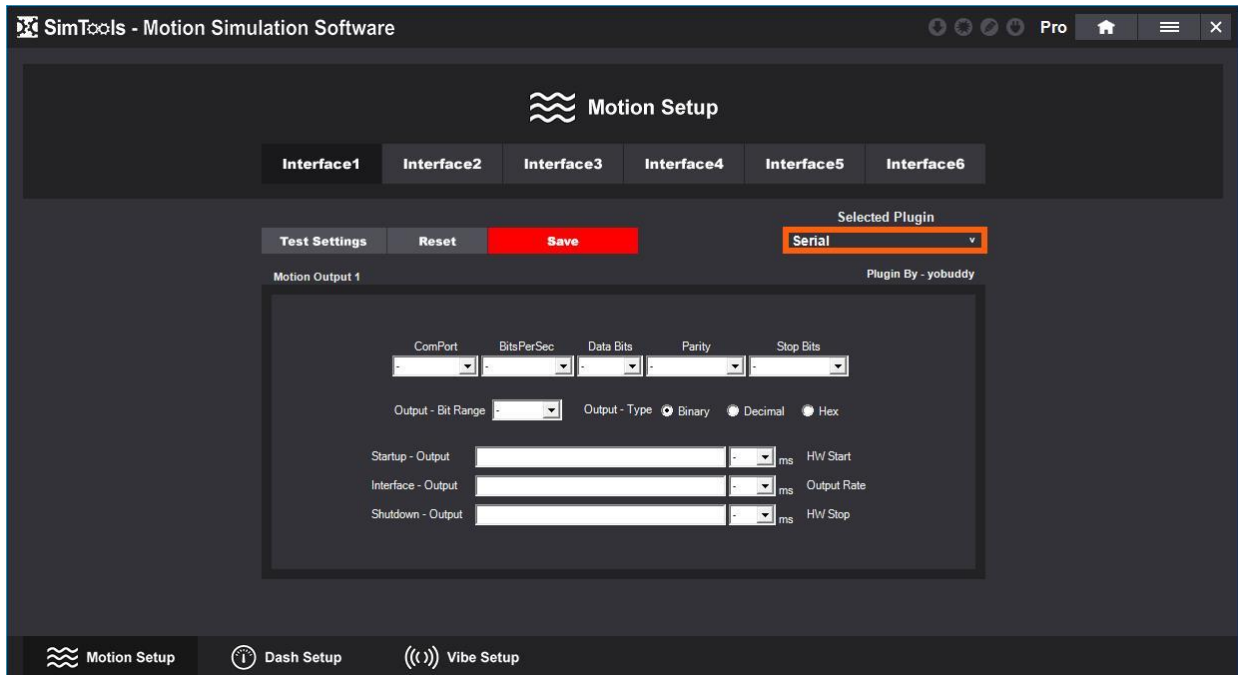 SimTools - Motion Simulation Software Pro
Motion Setup
Interface1 Interface2 Interface3 Interface4 Interface5 Interface6
Selected Plugin
Test Settings Reset Save Serial v
Motion Output 1 Plugin By - yobuddy
ComPort BitsPerSec Data Bits Parity Stop Bits
- - - - -
Output - Bit Range - Output - Type Binary Decimal Hex
Startup - Output - ms HW Start
Interface - Output - ms Output Rate
Shutdown - Output - ms HW Stop
Motion Setup Dash Setup Vibe Setup